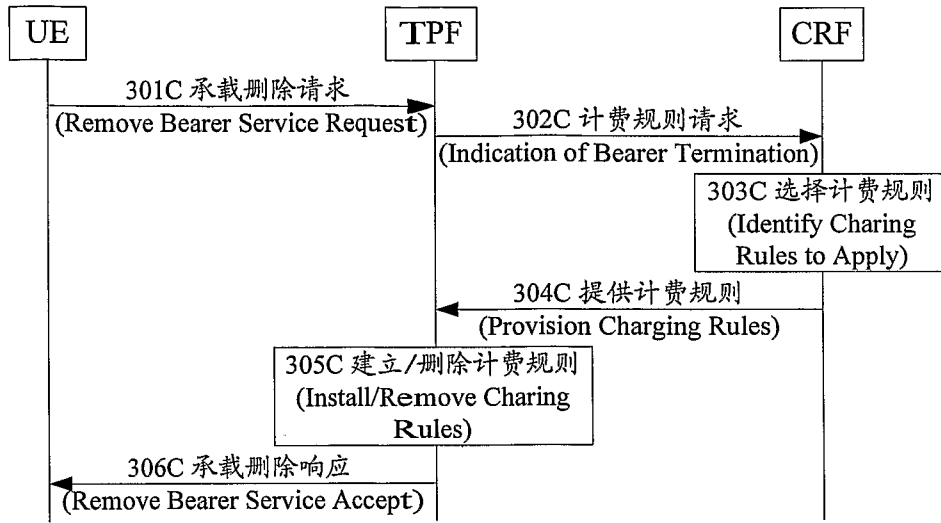 UE
TPF
CRF
301C 承载删除请求
(Remove Bearer Service Request)
302C 计费规则请求
(Indication of Bearer Termination)
303C 选择计费规则
(Identify Charing
Rules to Apply)
304C 提供计费规则
(Provision Charging Rules)
305C 建立/删除计费规则
(Install/Remove Charing
Rules)
306C 承载删除响应
(Remove Bearer Service Accept)